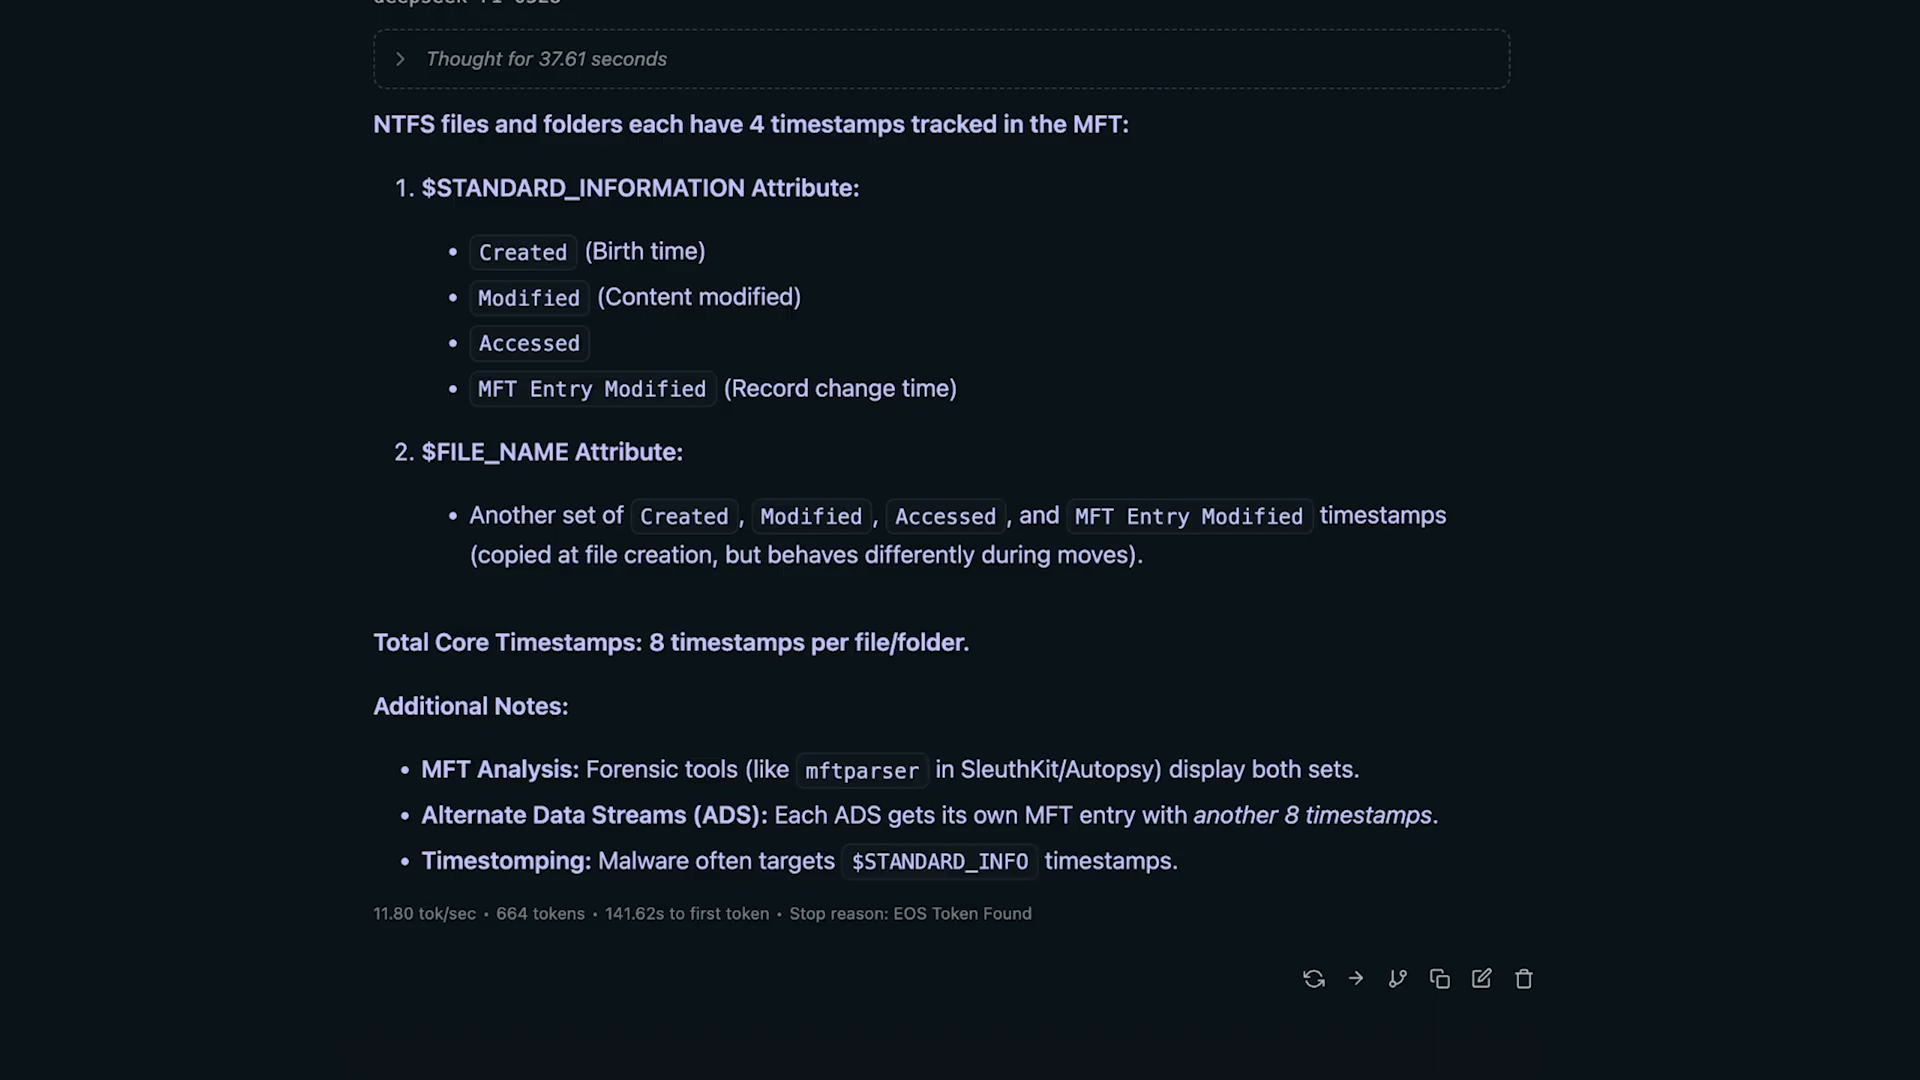 Thought for 37.61 seconds
NTFS files and folders each have 4 timestamps tracked in the MFT:
1. $STANDARD_INFORMATION Attribute:
• Created (Birth time)
• Modified (Content modified)
• Accessed
• MFT Entry Modified (Record change time)
2. $FILE_NAME Attribute:
• Another set of Created, Modified, Accessed, and MFT Entry Modified timestamps
(copied at file creation, but behaves differently during moves).
Total Core Timestamps: 8 timestamps per file/folder.
Additional Notes:
• MFT Analysis: Forensic tools (like mftparser in SleuthKit/Autopsy) display both sets.
• Alternate Data Streams (ADS): Each ADS gets its own MFT entry with another 8 timestamps.
• Timestomping: Malware often targets $STANDARD_INFO timestamps.
11.80 tok/sec • 664 tokens • 141.62s to first token • Stop reason: EOS Token Found